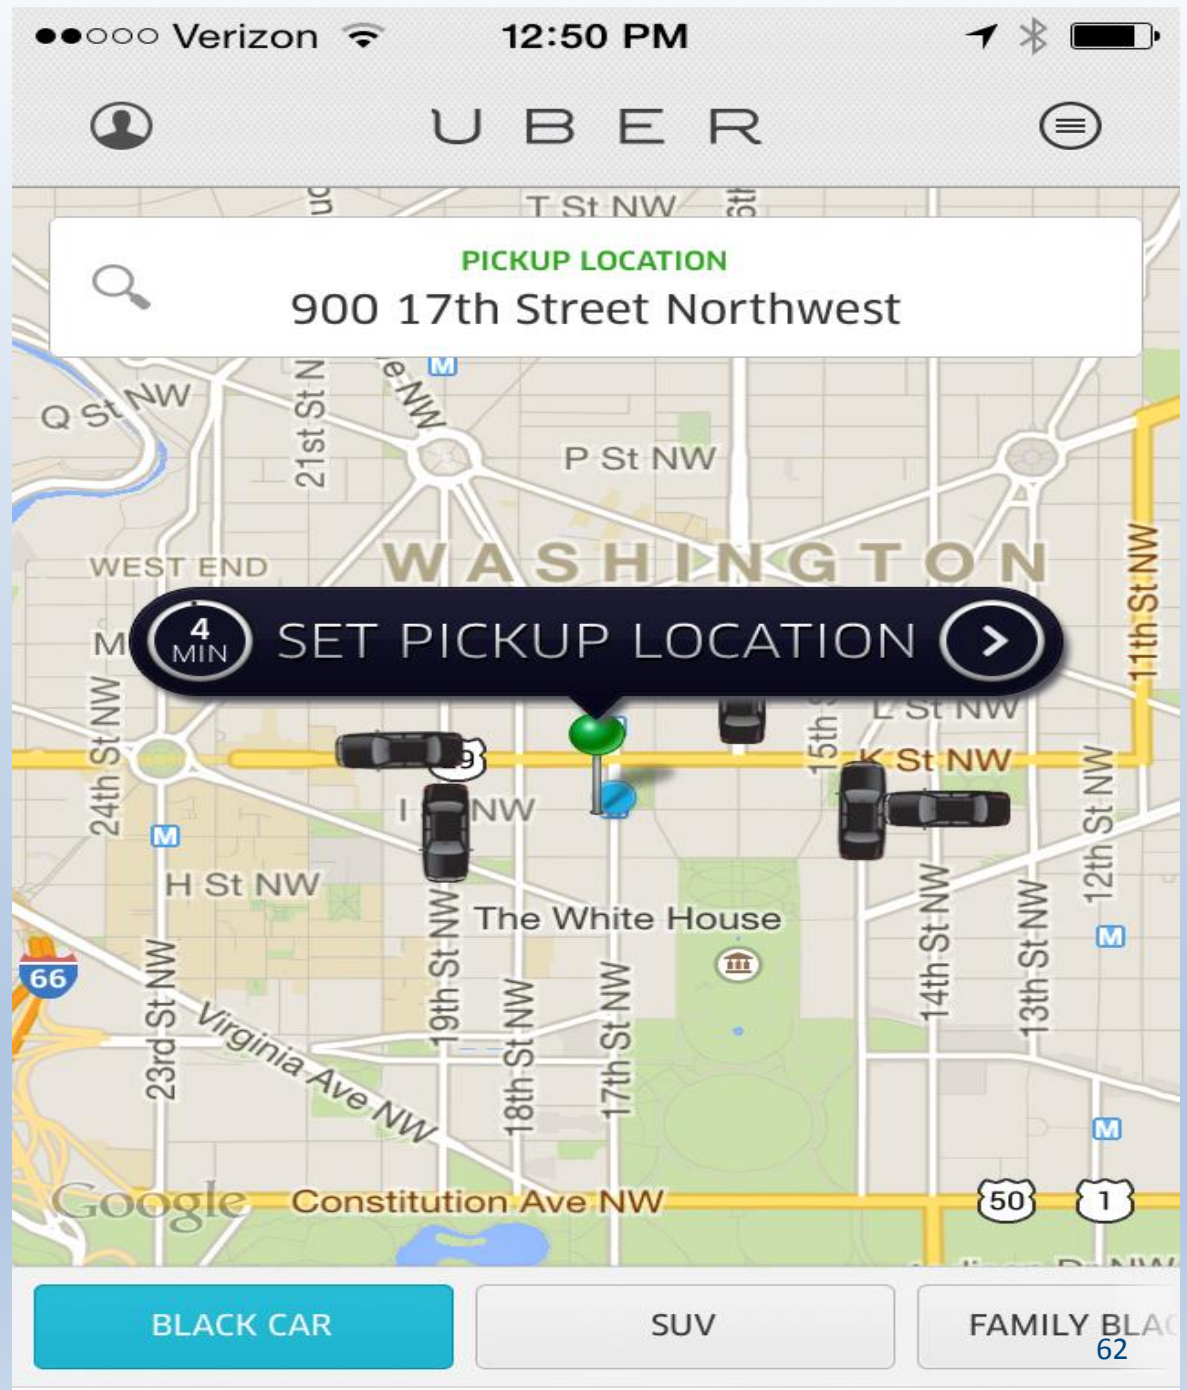 Verizon 12:50 PM
UBER
T St NW
PICKUP LOCATION
900 17th Street Northwest
M
Q St NW
21st St N
e NW
P St NW
WEST END
WASHINGTON
11th St NW
M
4
MIN
SET PICKUP LOCATION
24th St NW
L St NW
15th S
K St NW
I
NW
12th St NW
M
H St NW
The White House
M
66
23rd St NW
19th St NW
18th St NW
17th St NW
14th St NW
13th St NW
Virginia Ave NW
M
Google
Constitution Ave NW
50
1
BLACK CAR
SUV
FAMILY BLAC
62